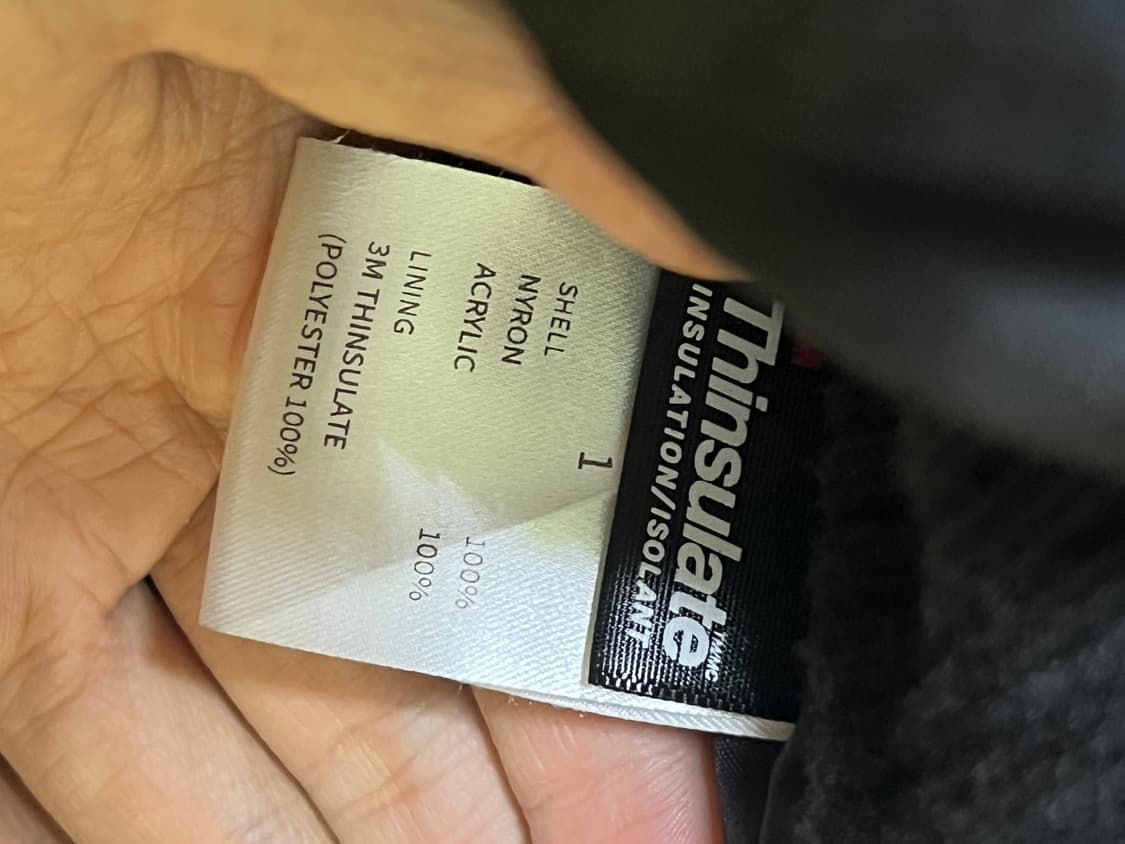 Thinsulate
INSULATION/ISOLANT
1
SHELL
NYRON 100%
ACRYLIC 100%
LINING
3M THINSULATE
(POLYESTER 100%)